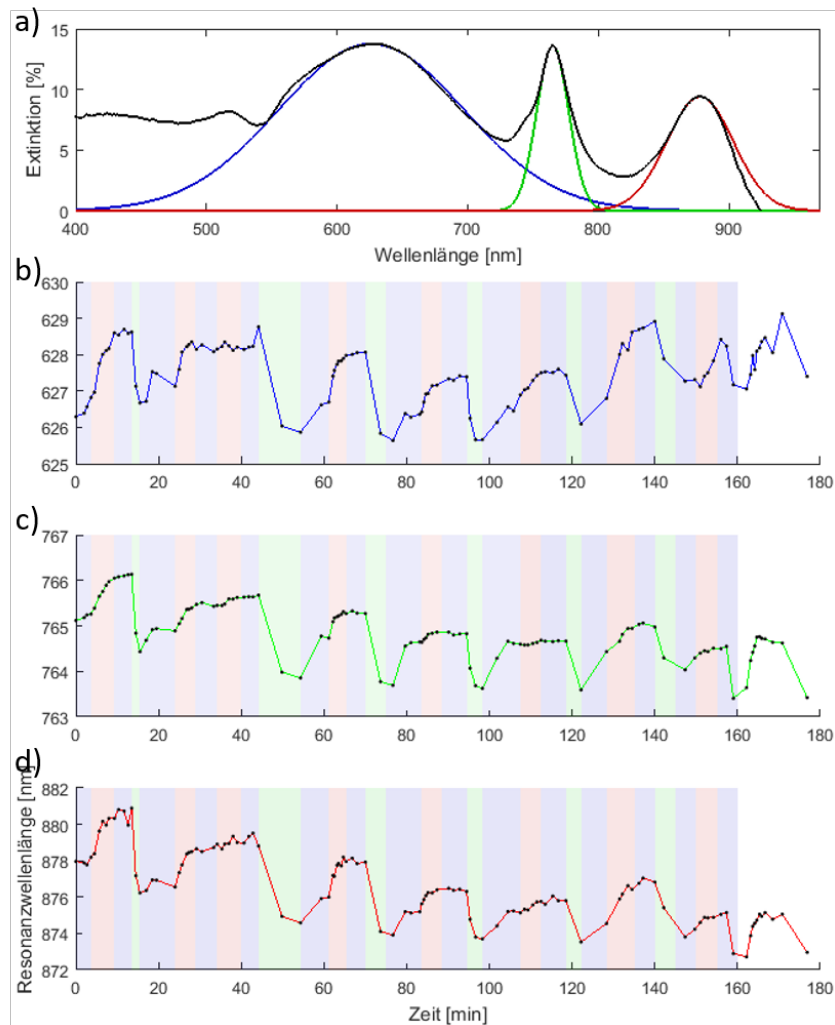 a)
15
10
5
0
Extinktion [%]
400 500 600 700 800 900
Wellenlänge [nm]
b)
630
629
628
627
626
625
0 20 40 60 80 100 120 140 160 180
c)
767
766
765
764
763
0 20 40 60 80 100 120 140 160 180
d)
Resonanzwellenlänge [nm]
882
880
878
876
874
872
0 20 40 60 80 100 120 140 160 180
Zeit [min]